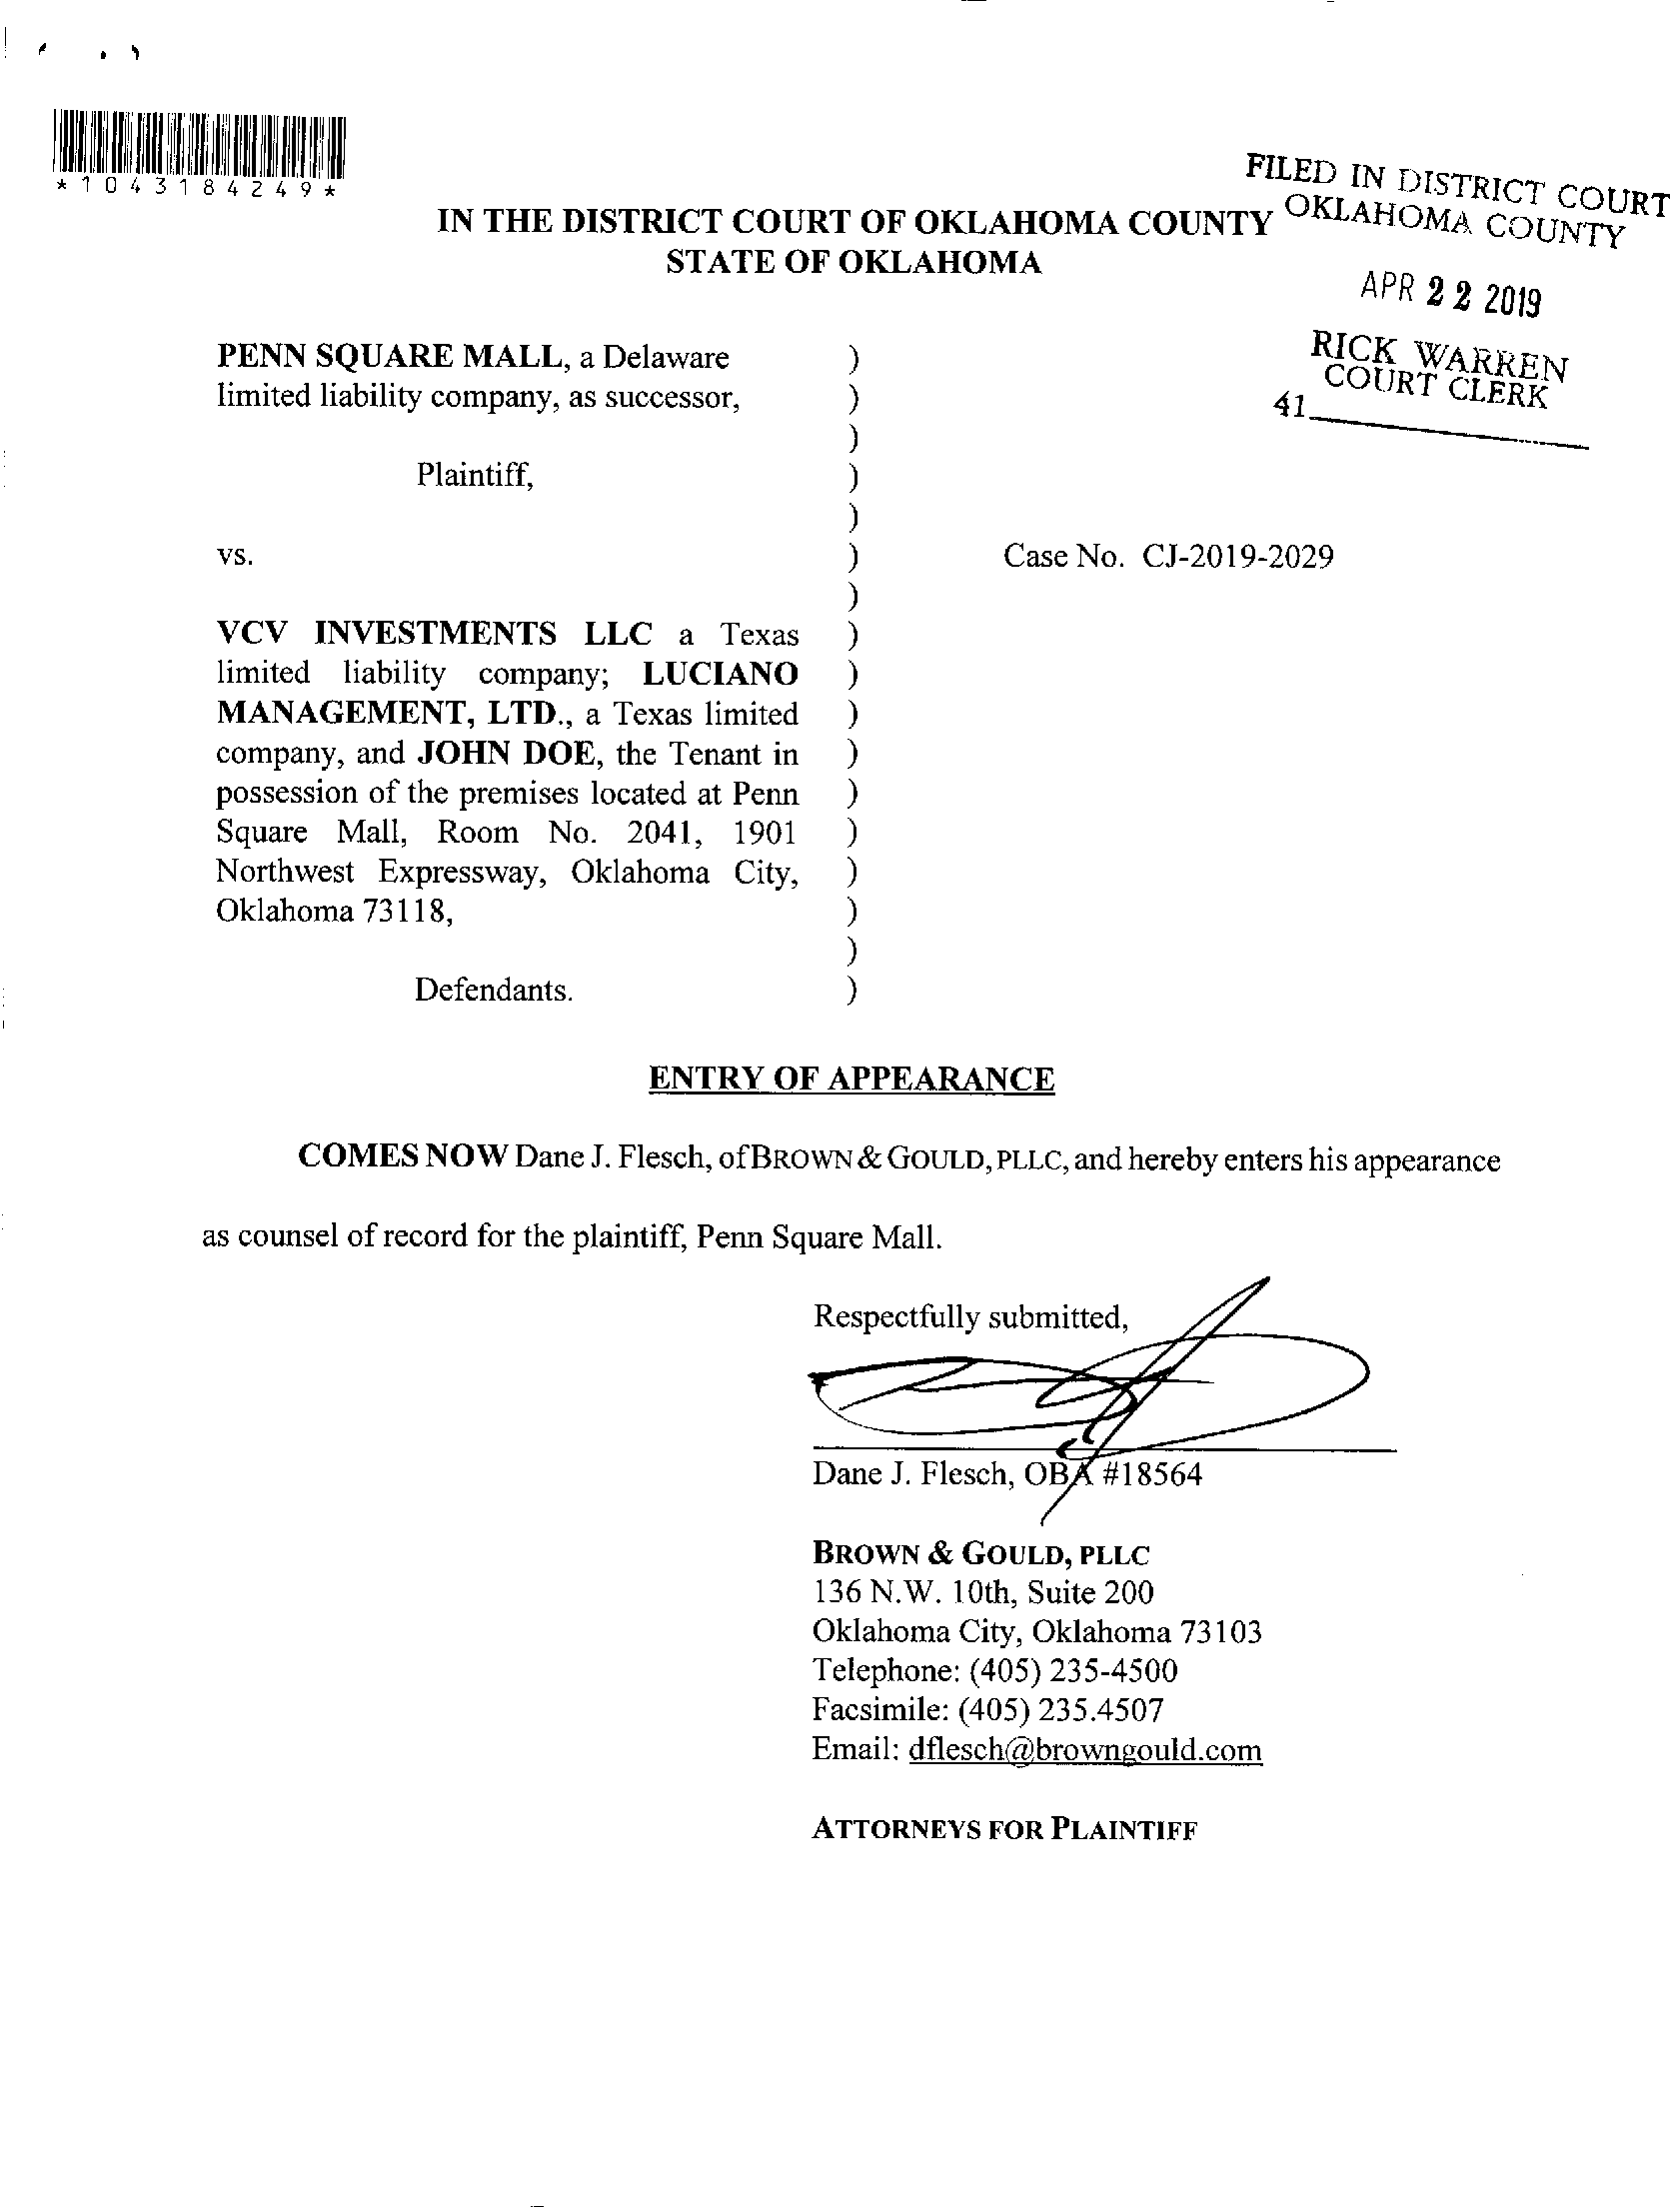 *1043184249*
FILED IN DISTRICT COURT
OKLAHOMA COUNTY
IN THE DISTRICT COURT OF OKLAHOMA COUNTY
STATE OF OKLAHOMA
APR 22 2019
RICK WARREN
COURT CLERK
41
PENN SQUARE MALL, a Delaware )
limited liability company, as successor, )
)
Plaintiff, )
)
vs. ) Case No. CJ-2019-2029
)
VCV INVESTMENTS LLC a Texas )
limited liability company; LUCIANO )
MANAGEMENT, LTD., a Texas limited )
company, and JOHN DOE, the Tenant in )
possession of the premises located at Penn )
Square Mall, Room No. 2041, 1901 )
Northwest Expressway, Oklahoma City, )
Oklahoma 73118, )
)
Defendants. )
ENTRY OF APPEARANCE
COMES NOW Dane J. Flesch, of BROWN & GOULD, PLLC, and hereby enters his appearance
as counsel of record for the plaintiff, Penn Square Mall.
Respectfully submitted,
Dane J. Flesch, OBA #18564
BROWN & GOULD, PLLC
136 N.W. 10th, Suite 200
Oklahoma City, Oklahoma 73103
Telephone: (405) 235-4500
Facsimile: (405) 235.4507
Email: dflesch@browngould.com
ATTORNEYS FOR PLAINTIFF